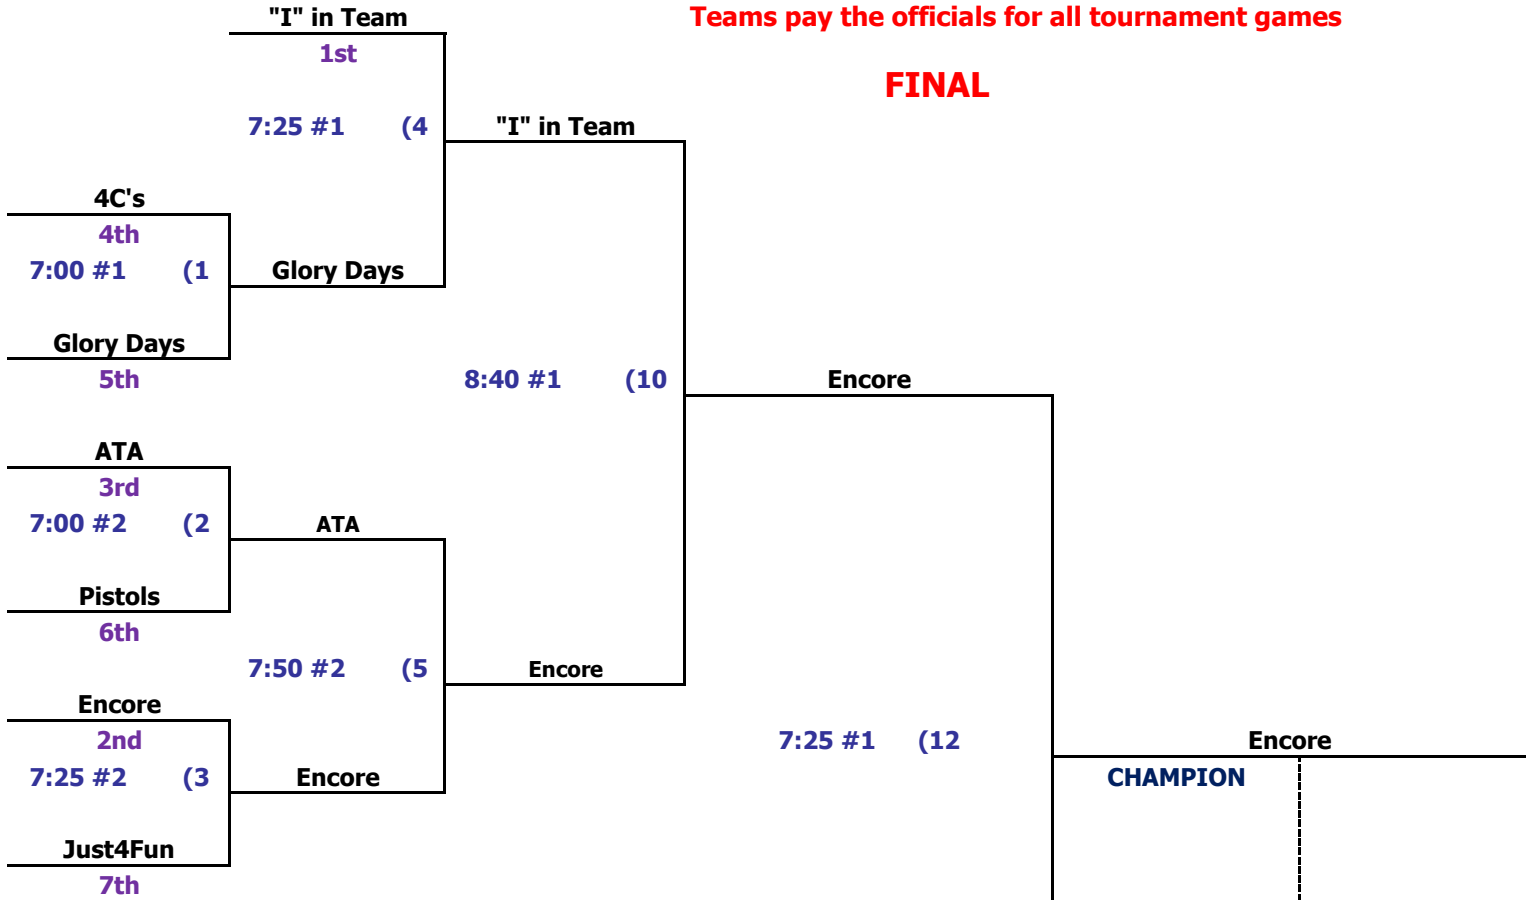 "I" in Team
Teams pay the officials for all tournament games
1st
FINAL
7:25 #1 (4
"I" in Team
4C's
4th
7:00 #1 (1
Glory Days
Glory Days
5th
8:40 #1 (10
Encore
ATA
3rd
7:00 #2 (2
ATA
Pistols
6th
7:50 #2 (5
Encore
Encore
2nd
7:25 #1 (12
Encore
7:25 #2 (3
Encore
CHAMPION
Just4Fun
7th